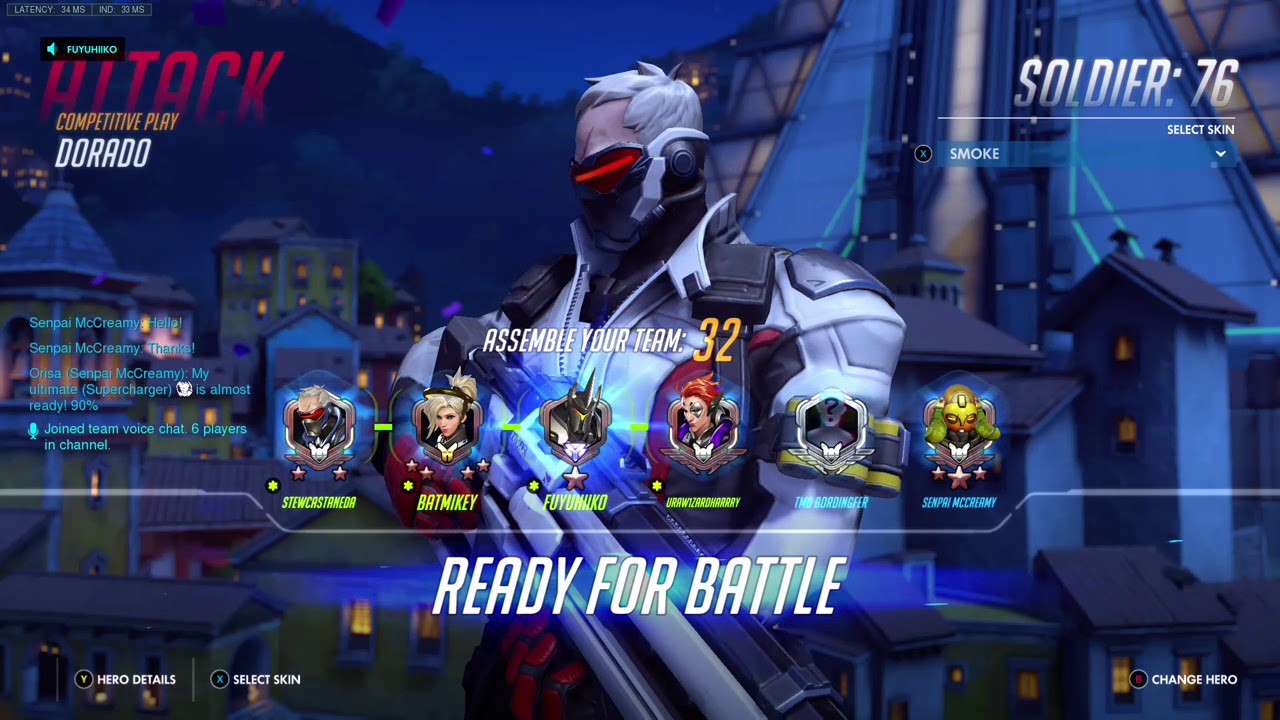 LATENCY: 34 MS IND: 33 MS
FUYUHIIKO
ATTACK
COMPETITIVE PLAY
DORADO
SOLDIER: 76
SELECT SKIN
X SMOKE
Senpai McCreamy: Hello!
Senpai McCreamy: Thanks!
Orisa (Senpai McCreamy): My
ultimate (Supercharger) is almost
ready! 90%
Joined team voice chat. 6 players
in channel.
ASSEMBLE YOUR TEAM: 32
?
STEWCASTANEDA BATMIKEY FUYUHIIKO URAWIZARDHARRRY TMO BORDINGFER SENPAI MCCREAMY
READY FOR BATTLE
Y HERO DETAILS X SELECT SKIN B CHANGE HERO